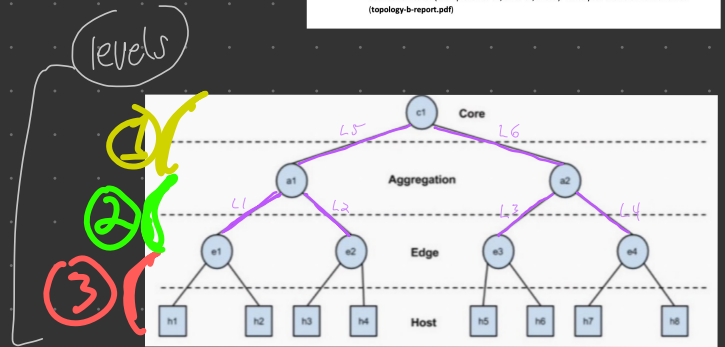 (topology-b-report.pdf)
levels
1
c1 Core
L5 L6
a1 Aggregation a2
2
L1 L2 L3 L4
e1 e2 Edge e3 e4
3
h1 h2 h3 h4 Host h5 h6 h7 h8